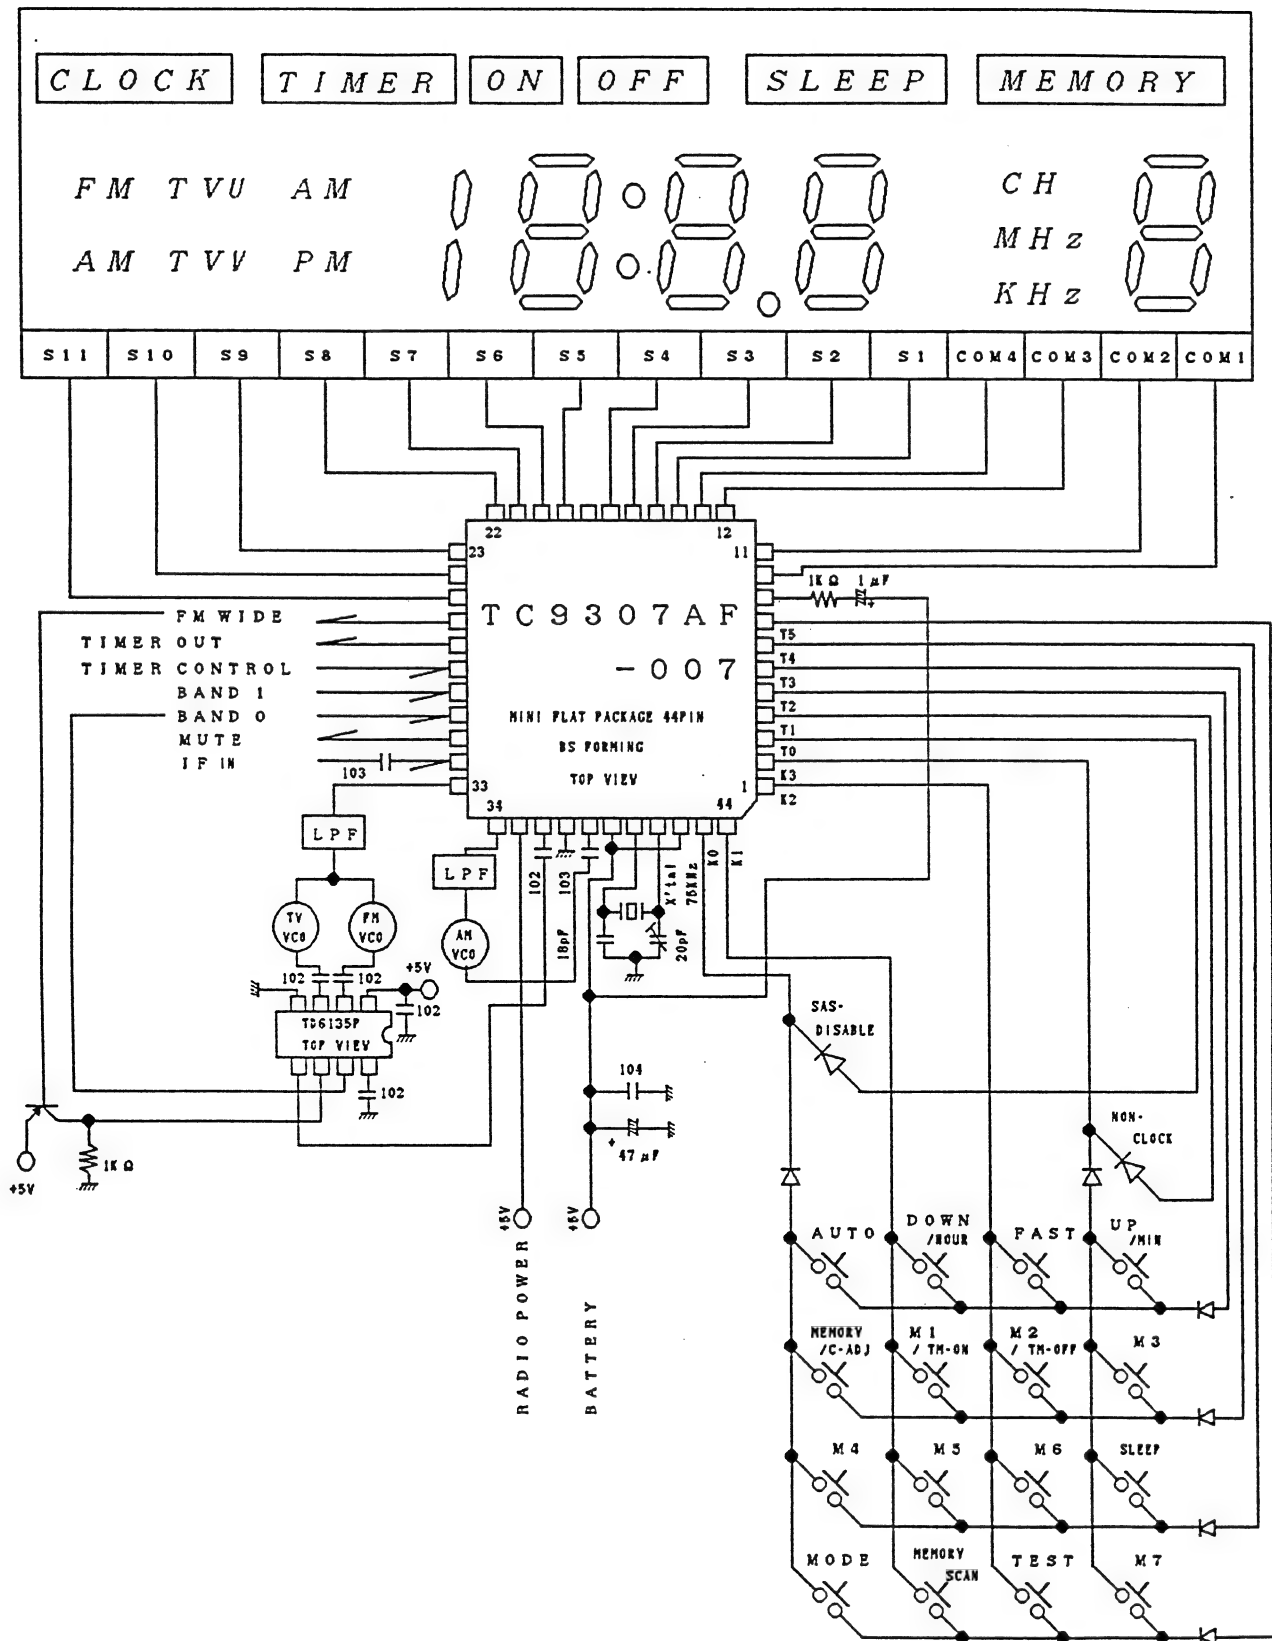 CLOCK TIMER ON OFF SLEEP MEMORY
FM TVU AM CH
MHz
AM TVV PM
KHz
S11 S10 S9 S8 S7 S6 S5 S4 S3 S2 S1 COM4 COM3 COM2 COM1
22 12
23 11
1KΩ 1μF
+
TC9307AF
-007
MINI FLAT PACKAGE 44PIN
BS FORMING
TOP VIEW
FM WIDE
TIMER OUT
TIMER CONTROL
BAND 1
BAND 0
MUTE
IF IN
103
T5
T4
T3
T2
T1
T0
K3
K2
33 1
34 44
LPF
LPF
102
103
X'tal
75KHz
K0
K1
TV
VCO
FM
VCO
AM
VCO
18pF
20pF
102 102 +5V
102
TD6135P
TOP VIEW
102
1KΩ
+5V
104
+
47μF
SAS-
DISABLE
NON-
CLOCK
+5V
RADIO POWER
+5V
BATTERY
AUTO DOWN
/HOUR FAST UP
/MIN
MEMORY
/C-ADJ M1
/TM-ON M2
/TM-OFF M3
M4 M5 M6 SLEEP
MODE MEMORY
SCAN TEST M7